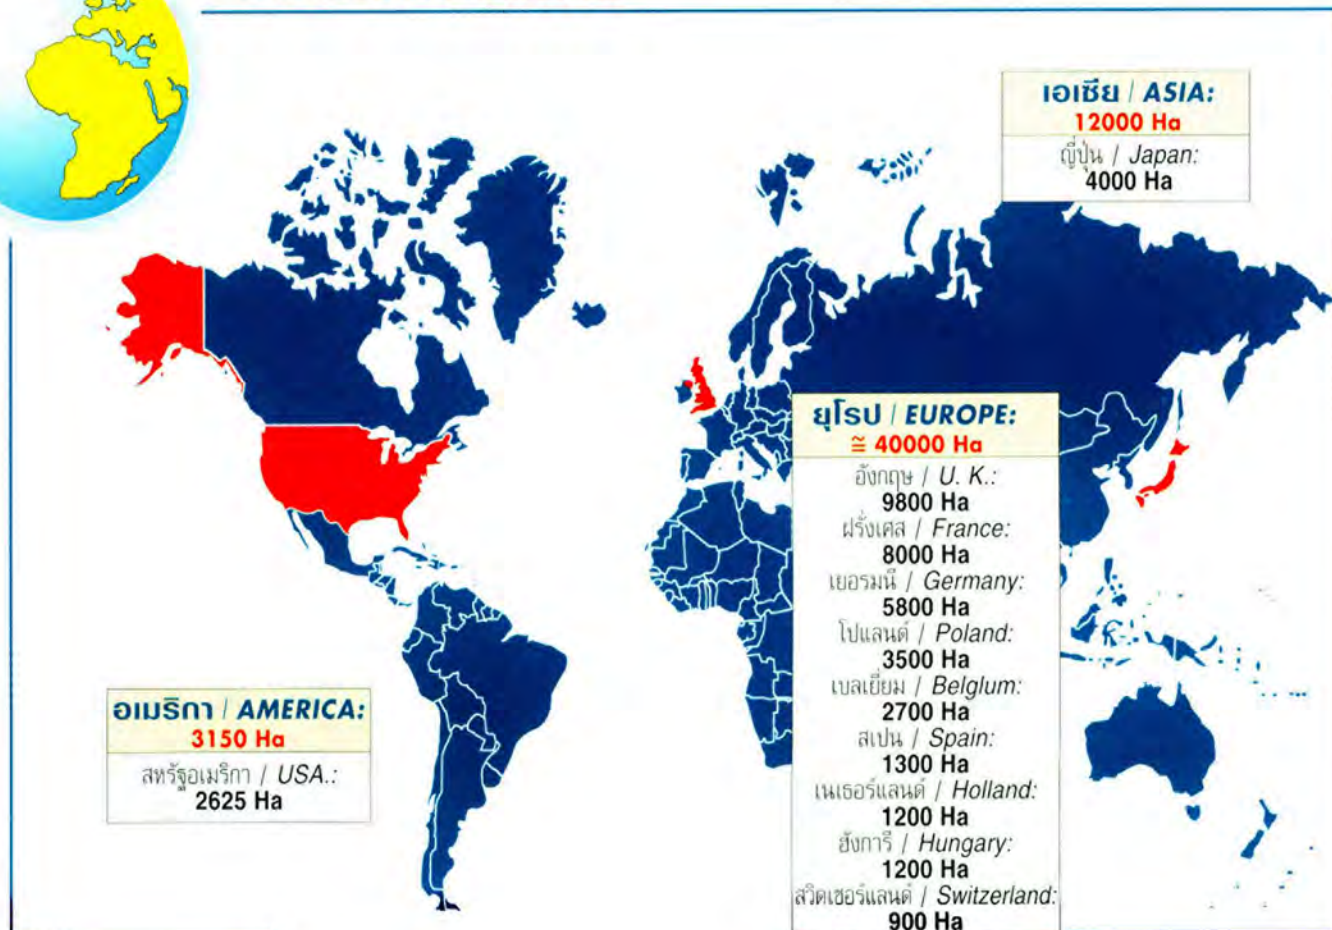 เอเซีย / ASIA:
12000 Ha
ญี่ปุ่น / Japan:
4000 Ha
ยุโรป / EUROPE:
≅ 40000 Ha
อังกฤษ / U. K.:
9800 Ha
ฝรั่งเศส / France:
8000 Ha
เยอรมนี / Germany:
5800 Ha
โปแลนด์ / Poland:
3500 Ha
เบลเยี่ยม / Belglum:
2700 Ha
สเปน / Spain:
1300 Ha
เนเธอร์แลนด์ / Holland:
1200 Ha
ฮังการี / Hungary:
1200 Ha
สวิตเซอร์แลนด์ / Switzerland:
900 Ha
อเมริกา / AMERICA:
3150 Ha
สหรัฐอเมริกา / USA.:
2625 Ha